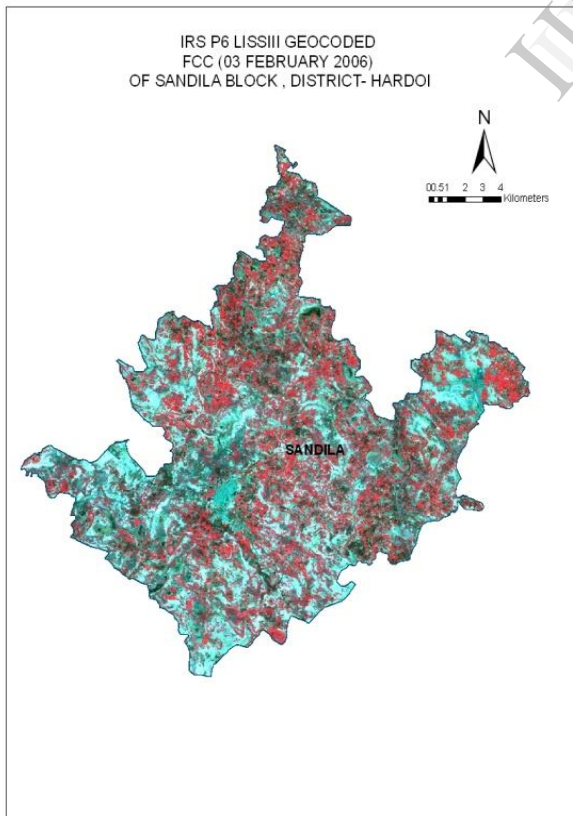 IRS P6 LISSIII GEOCODED
FCC (03 FEBRUARY 2006)
OF SANDILA BLOCK , DISTRICT- HARDOI
N
00.51 2 3 4
Kilometers
SANDILA